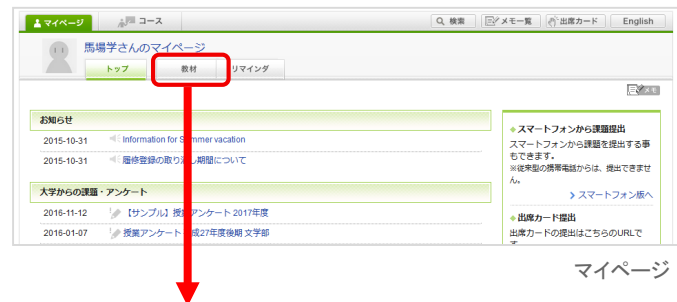 マイページ
コース
検索
メモ一覧
出席カード
English
馬場学さんのマイページ
トップ
教材
リマインダ
メモ
お知らせ
2015-10-31 Information for Summer vacation
2015-10-31 履修登録の取り消し期間について
大学からの課題・アンケート
2016-11-12 【サンプル】授業アンケート 2017年度
2016-01-07 授業アンケート 平成27年度後期 文学部
スマートフォンから課題提出
スマートフォンから課題を提出する事
もできます。
※従来型の携帯電話からは、提出できませ
ん。
スマートフォン版へ
出席カード提出
出席カードの提出はこちらのURLで
マイページ